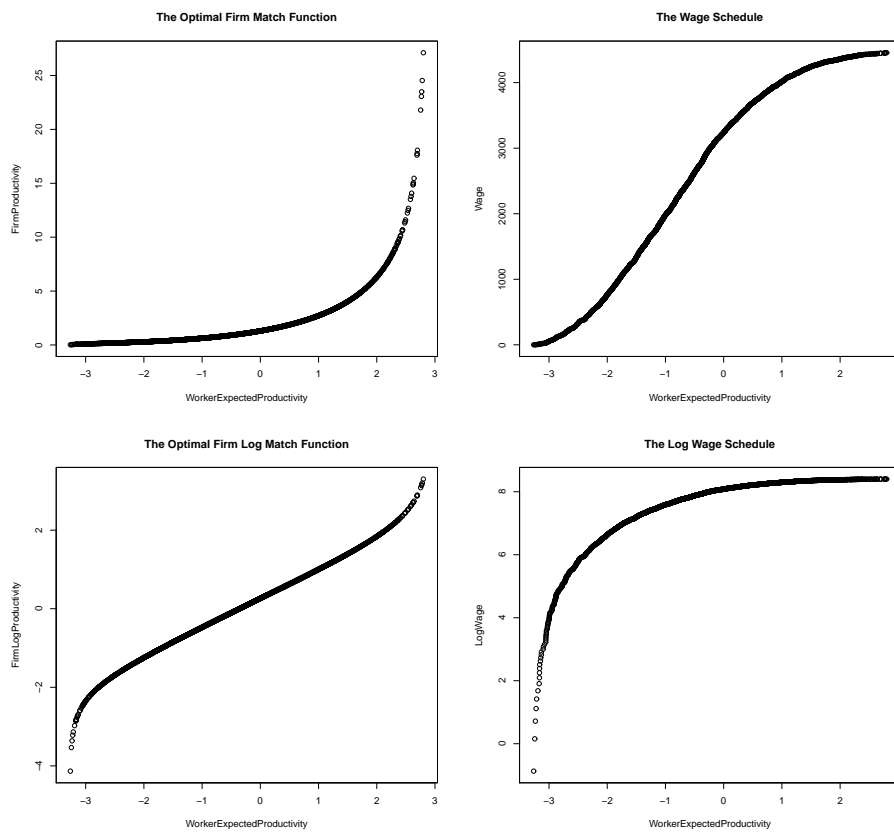 The Optimal Firm Match Function
FirmProductivity
0 5 10 15 20 25
−3 −2 −1 0 1 2 3
WorkerExpectedProductivity
The Wage Schedule
Wage
0 1000 2000 3000 4000
−3 −2 −1 0 1 2
WorkerExpectedProductivity
The Optimal Firm Log Match Function
FirmLogProductivity
−4 −2 0 2
−3 −2 −1 0 1 2 3
WorkerExpectedProductivity
The Log Wage Schedule
LogWage
0 2 4 6 8
−3 −2 −1 0 1 2
WorkerExpectedProductivity